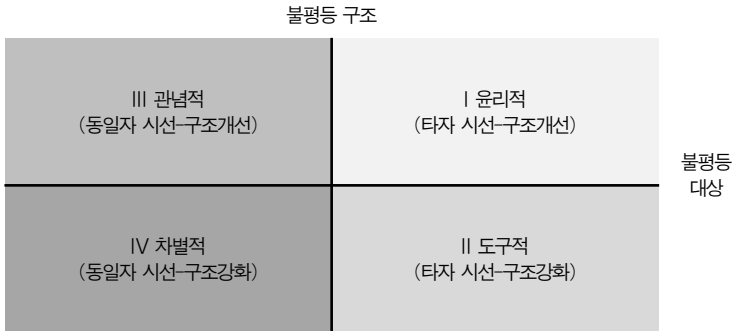 불평등 구조
Ⅲ 관념적
(동일자 시선-구조개선)
Ⅰ 윤리적
(타자 시선-구조개선)
불평등
대상
Ⅳ 차별적
(동일자 시선-구조강화)
Ⅱ 도구적
(타자 시선-구조강화)